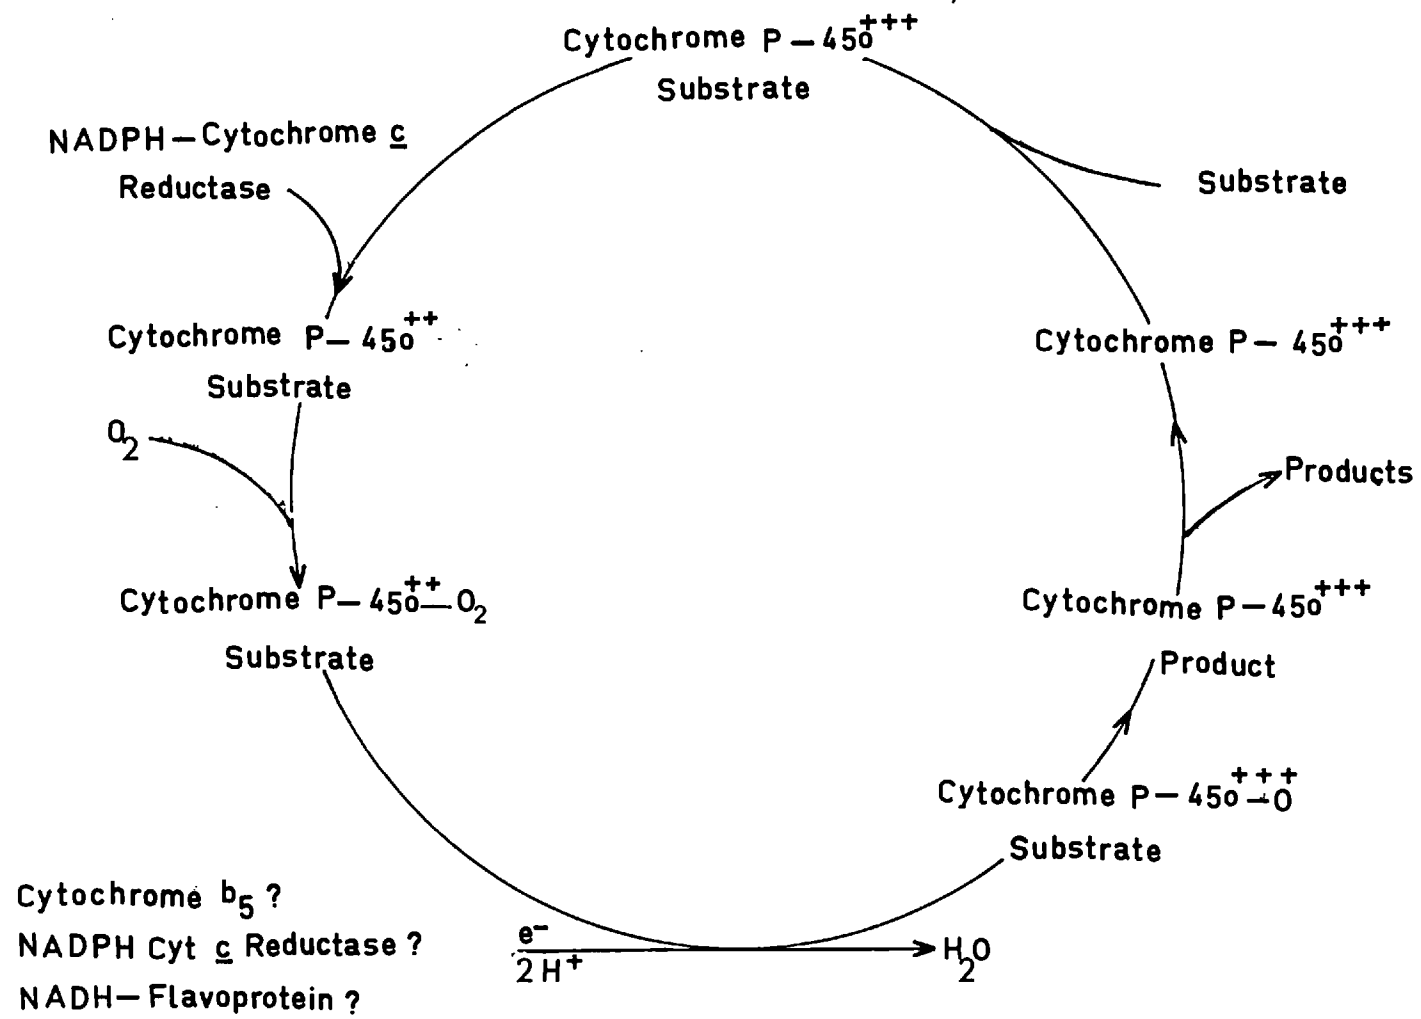 Cytochrome P-450+++
Substrate
NADPH-Cytochrome c
Reductase
Substrate
Cytochrome P-450++
Substrate
Cytochrome P-450+++
O2
Products
Cytochrome P-450++-O2
Substrate
Cytochrome P-450+++
Product
Cytochrome P-450+++-O
Substrate
Cytochrome b5 ?
NADPH Cyt c Reductase ?
NADH-Flavoprotein ?
e-
2H+
H2O